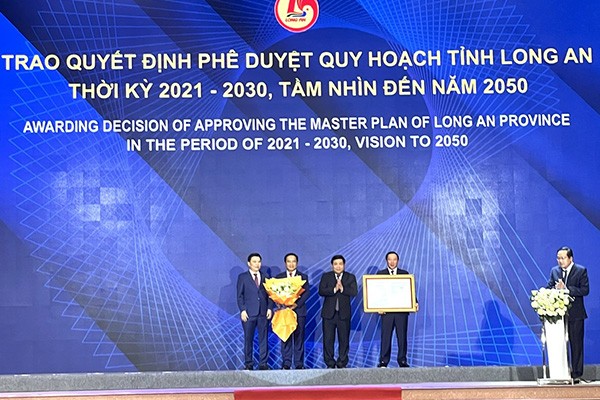 LONG AN
TRAO QUYẾT ĐỊNH PHÊ DUYỆT QUY HOẠCH TỈNH LONG AN
THỜI KỲ 2021 - 2030, TẦM NHÌN ĐẾN NĂM 2050
AWARDING DECISION OF APPROVING THE MASTER PLAN OF LONG AN PROVINCE
IN THE PERIOD OF 2021 - 2030, VISION TO 2050